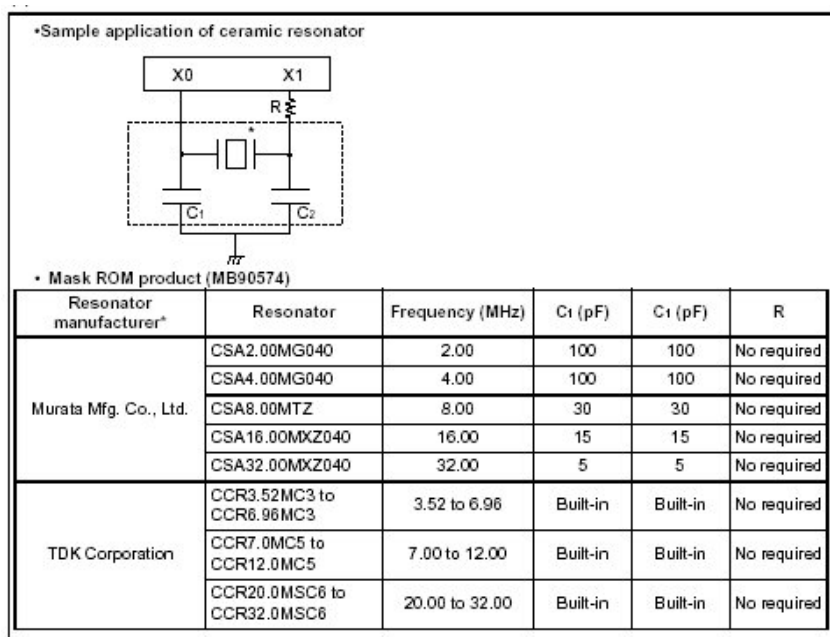 •Sample application of ceramic resonator
X0 X1
R
*
C1 C2
• Mask ROM product (MB90574)
Resonator manufacturer* Resonator Frequency (MHz) C1 (pF) C1 (pF) R
Murata Mfg. Co., Ltd.
CSA2.00MG040 2.00 100 100 No required
CSA4.00MG040 4.00 100 100 No required
CSA8.00MTZ 8.00 30 30 No required
CSA16.00MXZ040 16.00 15 15 No required
CSA32.00MXZ040 32.00 5 5 No required
TDK Corporation
CCR3.52MC3 to
CCR6.96MC3 3.52 to 6.96 Built-in Built-in No required
CCR7.0MC5 to
CCR12.0MC5 7.00 to 12.00 Built-in Built-in No required
CCR20.0MSC6 to
CCR32.0MSC6 20.00 to 32.00 Built-in Built-in No required